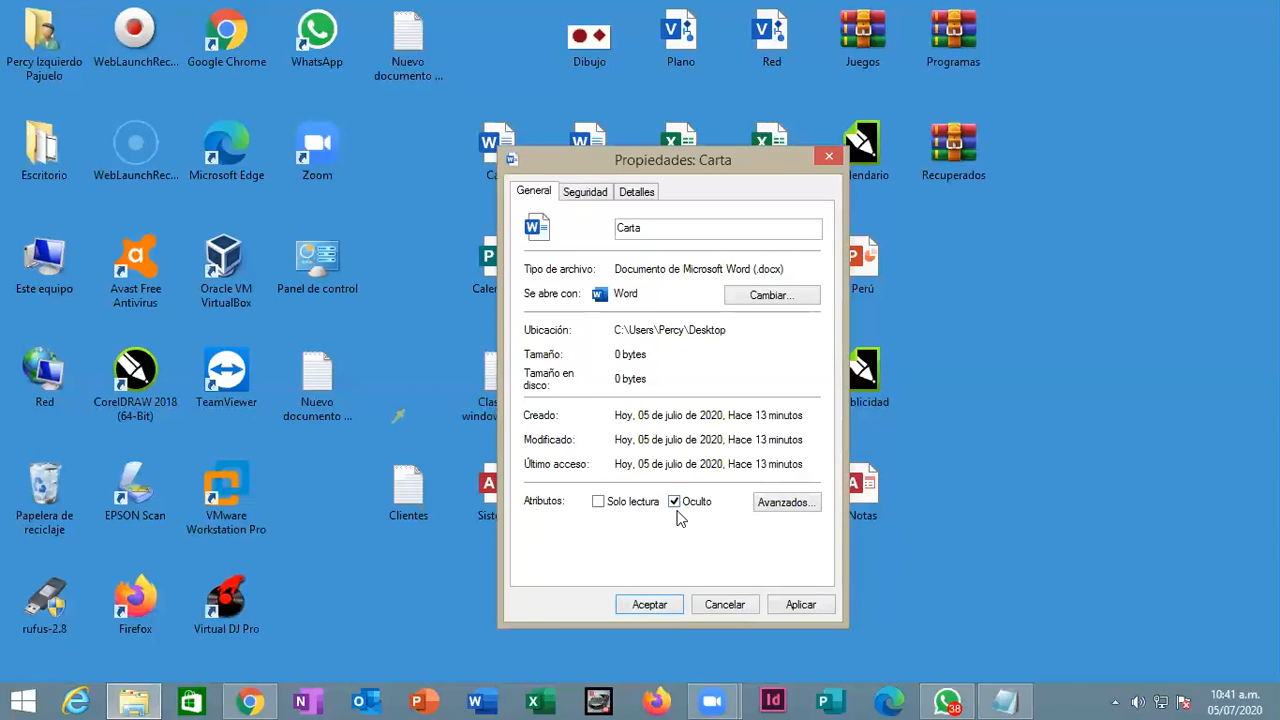 Percy Izquierdo
Pajuelo
WebLaunchRec...
Google Chrome
WhatsApp
Nuevo
documento ...
Dibujo
Plano
Red
Juegos
Programas
Escritorio
WebLaunchRec...
Microsoft Edge
Zoom
Recuperados
Este equipo
Avast Free
Antivirus
Oracle VM
VirtualBox
Panel de control
Perú
Red
CorelDRAW 2018
(64-Bit)
TeamViewer
Nuevo
documento ...
Papelera de
reciclaje
EPSON Scan
VMware
Workstation Pro
Clientes
Notas
rufus-2.8
Firefox
Virtual DJ Pro
Propiedades: Carta
General
Seguridad
Detalles
Carta
Tipo de archivo: Documento de Microsoft Word (.docx)
Se abre con: Word
Cambiar...
Ubicación: C:\Users\Percy\Desktop
Tamaño: 0 bytes
Tamaño en
disco: 0 bytes
Creado: Hoy, 05 de julio de 2020, Hace 13 minutos
Modificado: Hoy, 05 de julio de 2020, Hace 13 minutos
Último acceso: Hoy, 05 de julio de 2020, Hace 13 minutos
Atributos: Solo lectura Oculto
Avanzados...
Aceptar
Cancelar
Aplicar
38
10:41 a.m.
05/07/2020